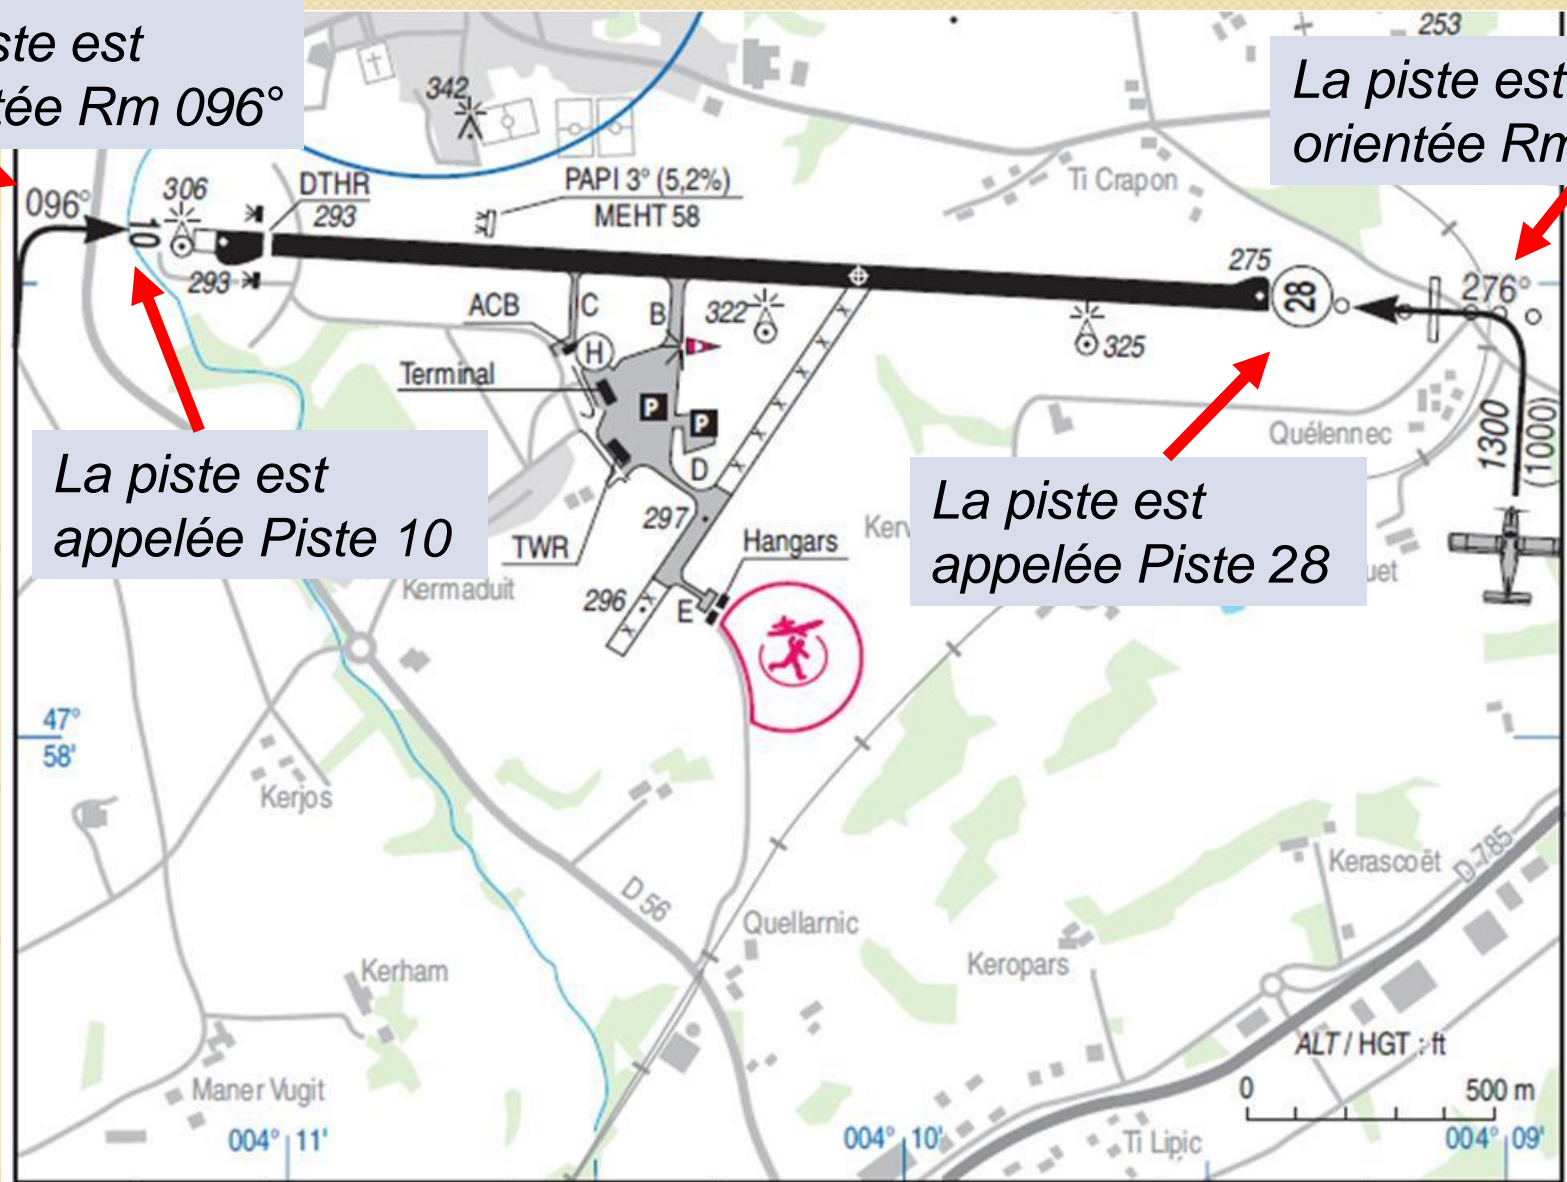 253
La piste est
orientée Rm
est
Rm 096°
342
Ti Crapon
DTHR
293
PAPI 3° (5,2%)
MEHT 58
306
096°
10
293
275
28
276°
ACB
C
B
322
325
H
Terminal
P
P
D
1300
(1000)
Quélennec
La piste est
appelée Piste 10
La piste est
appelée Piste 28
297
TWR
Hangars
Kermaduit
296
E
47°
58'
Kerjos
Kerascoët
D-785
D 56
Quellarnic
Keropars
Kerham
ALT / HGT : ft
0 500 m
Maner Vugit
004° 11'
004° 10'
Ti Lipic
004° 09'